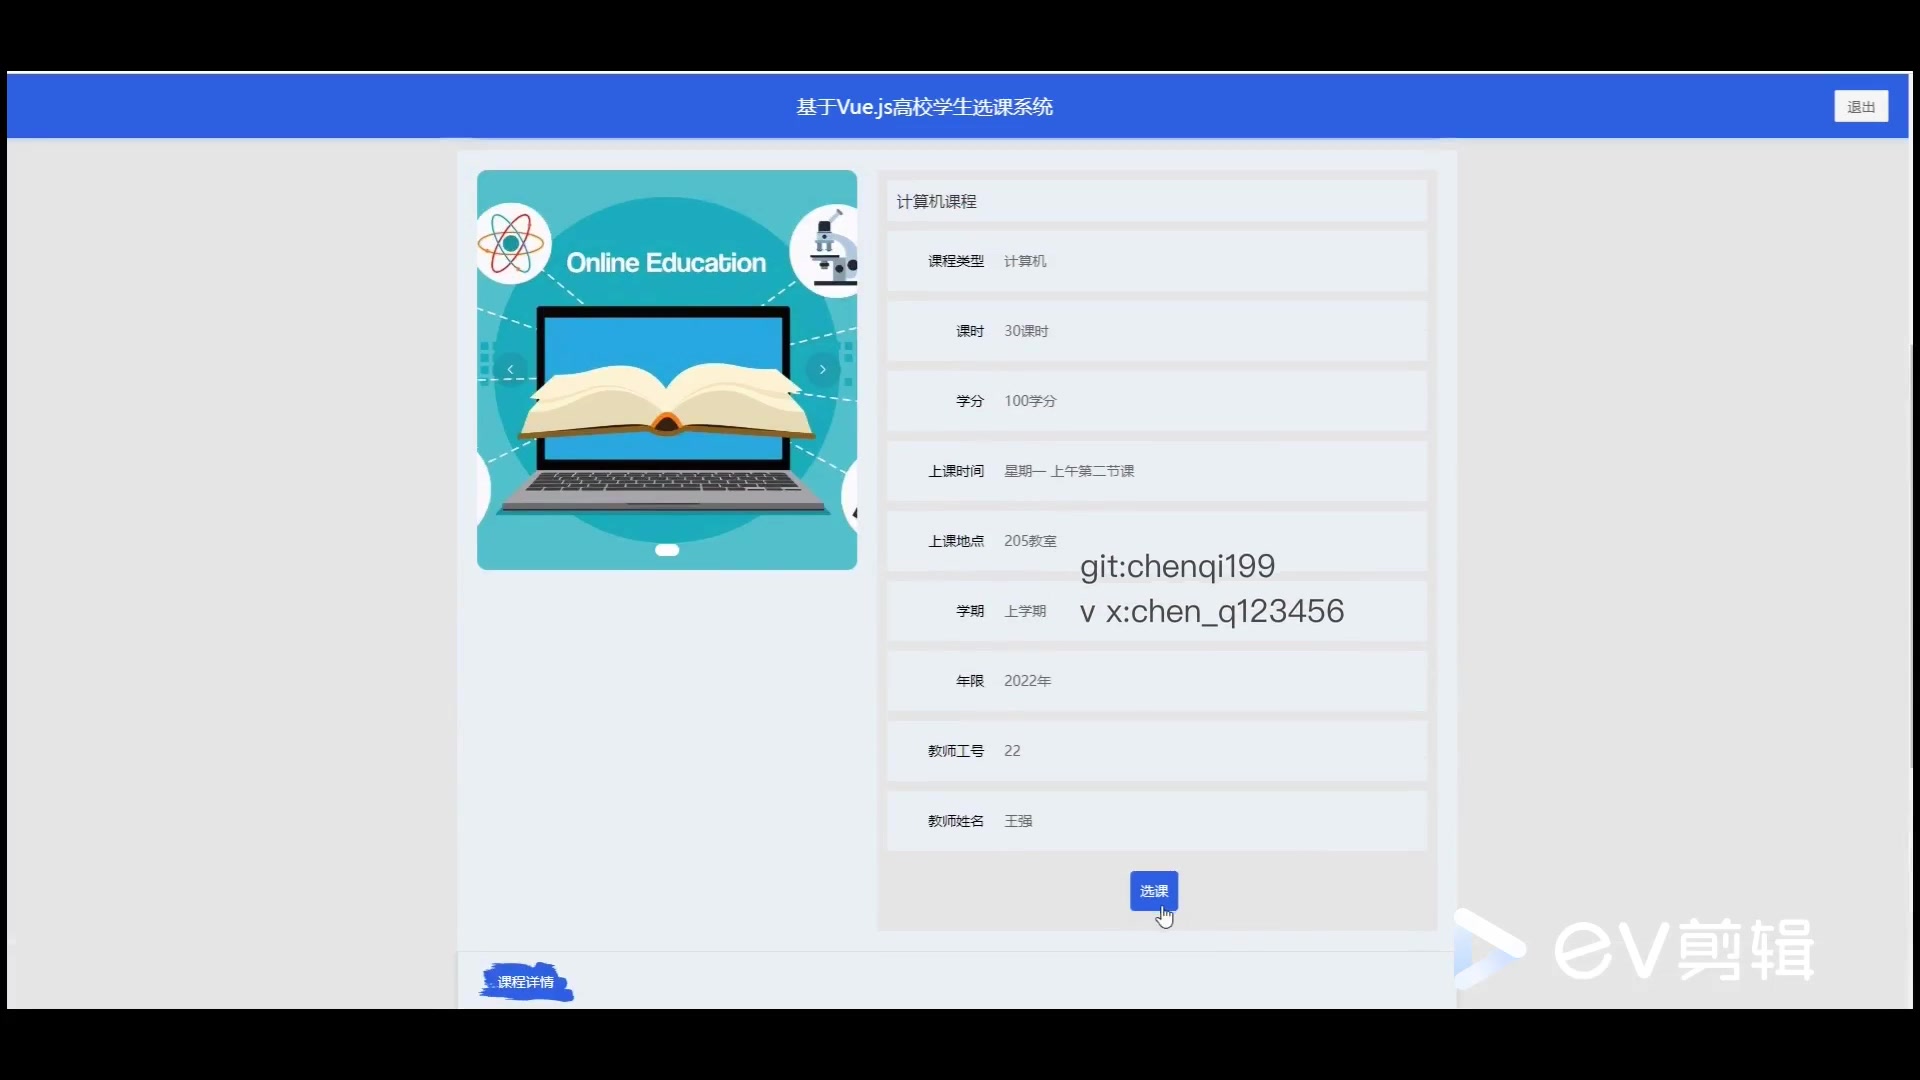 基于Vue.js高校学生选课系统
退出
Online Education
计算机课程
课程类型 计算机
课时 30课时
学分 100学分
上课时间 星期一 上午第二节课
上课地点 205教室
git:chenqi199
学期 上学期
v x:chen_q123456
年限 2022年
教师工号 22
教师姓名 王强
选课
课程详情
eV剪辑